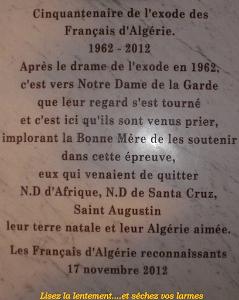 Cinquantenaire de l'exode des
Français d'Algérie.
1962 - 2012
Après le drame de l'exode en 1962,
c'est vers Notre Dame de la Garde
que leur regard s'est tourné
et c'est ici qu'ils sont venus prier,
implorant la Bonne Mère de les soutenir
dans cette épreuve,
eux qui venaient de quitter
N.D d'Afrique, N.D de Santa Cruz,
Saint Augustin
leur terre natale et leur Algérie aimée.
Les Français d'Algérie reconnaissants
17 novembre 2012
Lisez la lentement....et séchez vos larmes